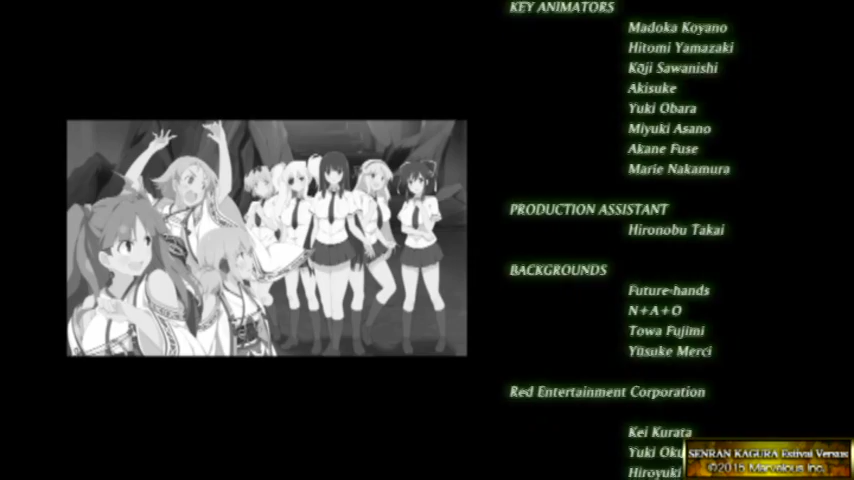 KEY ANIMATORS
Madoka Koyano
Hitomi Yamazaki
Kōji Sawanishi
Akisuke
Yuki Obara
Miyuki Asano
Akane Fuse
Marie Nakamura
PRODUCTION ASSISTANT
Hironobu Takai
BACKGROUNDS
Future-hands
N+A+O
Towa Fujimi
Yūsuke Merci
Red Entertainment Corporation
Kei Kurata
Yuki
Hiroyuki
SENRAN KAGURA Estival Versus
©2015 Marvelous Inc.